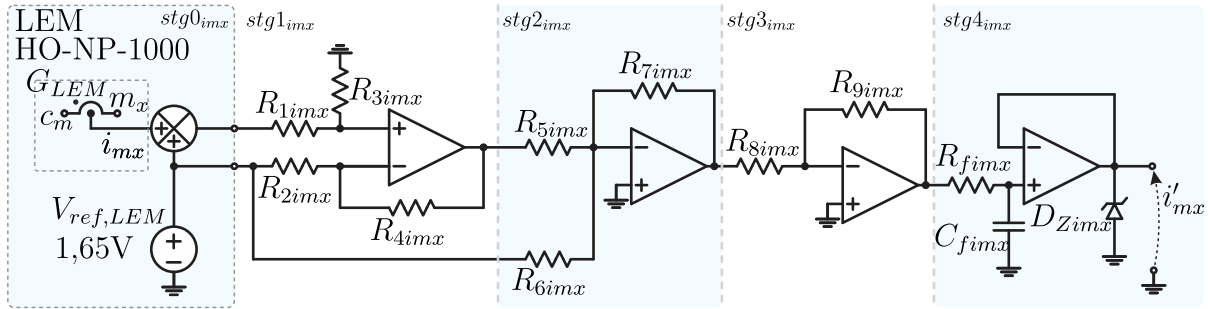 LEM
HO-NP-1000
stg0imx
stg1imx
stg2imx
stg3imx
stg4imx
GLEM
cm
mx
imx
+
+
Vref,LEM
1,65V
+
−
R1imx
R2imx
R3imx
+
−
R4imx
R5imx
R6imx
R7imx
−
+
R8imx
R9imx
−
+
Rfimx
Cfimx
−
+
DZimx
i′mx